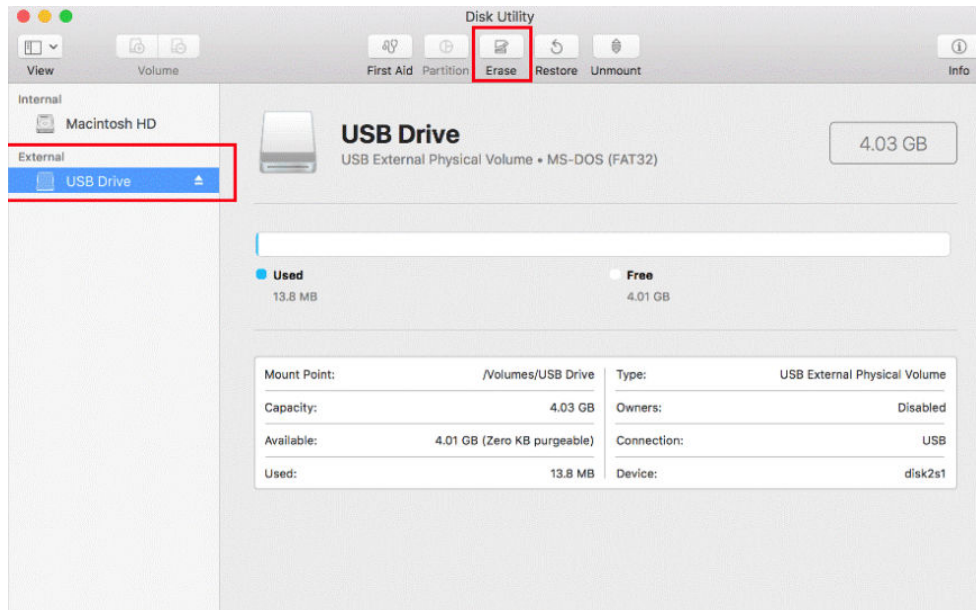 Disk Utility
View Volume First Aid Partition Erase Restore Unmount Info
Internal
Macintosh HD
External
USB Drive
USB Drive
USB External Physical Volume • MS-DOS (FAT32)
4.03 GB
Used Free
13.8 MB 4.01 GB
Mount Point: /Volumes/USB Drive Type: USB External Physical Volume
Capacity: 4.03 GB Owners: Disabled
Available: 4.01 GB (Zero KB purgeable) Connection: USB
Used: 13.8 MB Device: disk2s1